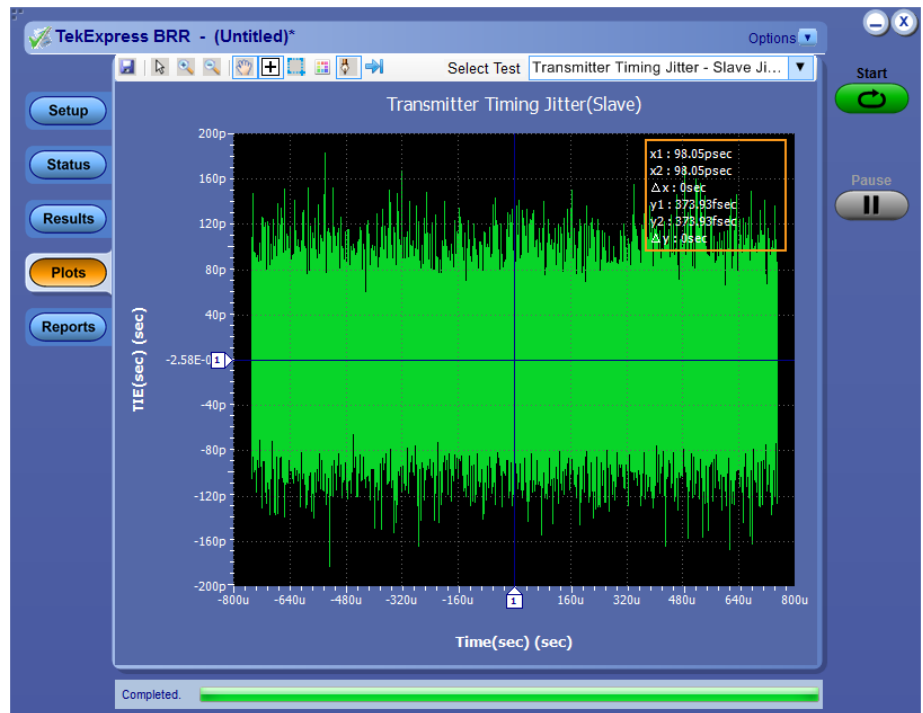 TekExpress BRR - (Untitled)*
Options
Select Test
Transmitter Timing Jitter - Slave Ji...
Start
Pause
Setup
Status
Results
Plots
Reports
Transmitter Timing Jitter(Slave)
x1 : 98.05psec
x2 : 98.05psec
Δx : 0sec
y1 : 373.93fsec
y2 : 373.93fsec
Δy : 0sec
TIE(sec) (sec)
200p
160p
120p
80p
40p
1
-40p
-80p
-120p
-160p
-200p
-800u -640u -480u -320u -160u 1 160u 320u 480u 640u 800u
Time(sec) (sec)
Completed.